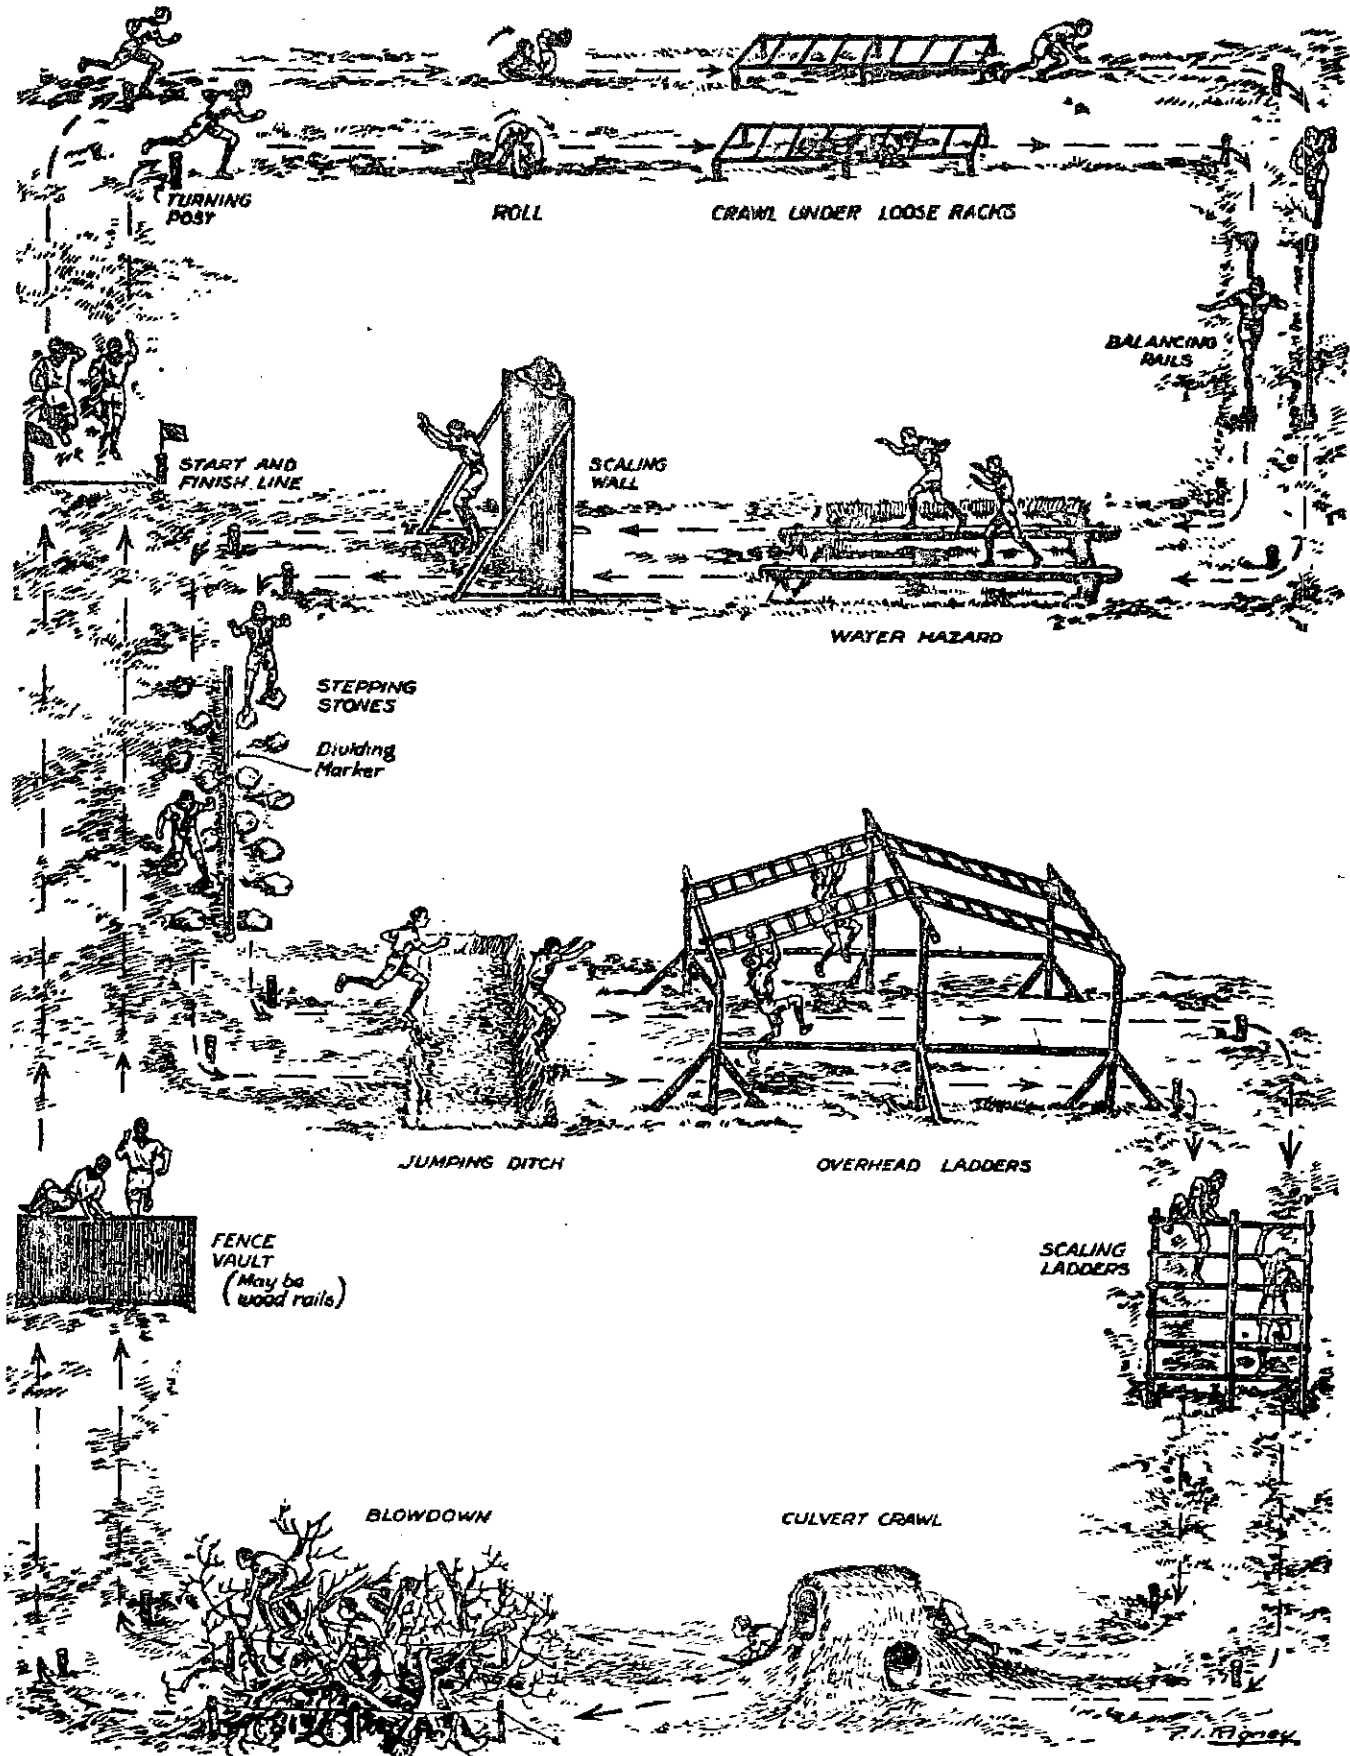 TURNING
POST
ROLL
CRAWL UNDER LOOSE RACKS
BALANCING
RAILS
START AND
FINISH LINE
SCALING
WALL
WATER HAZARD
STEPPING
STONES
Dividing
Marker
JUMPING DITCH
OVERHEAD LADDERS
FENCE
VAULT
(May be
wood rails)
SCALING
LADDERS
BLOWDOWN
CULVERT CRAWL